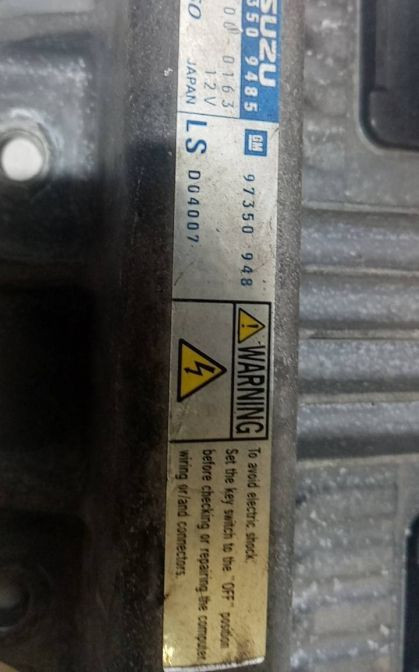 SUZU
350 9485
GM
97350 948
0163
12V
JAPAN
LS
D04007
WARNING
To avoid electric shock,
Set the key switch to the "OFF" position
before checking or repairing the computer
wiring or/and connectors.